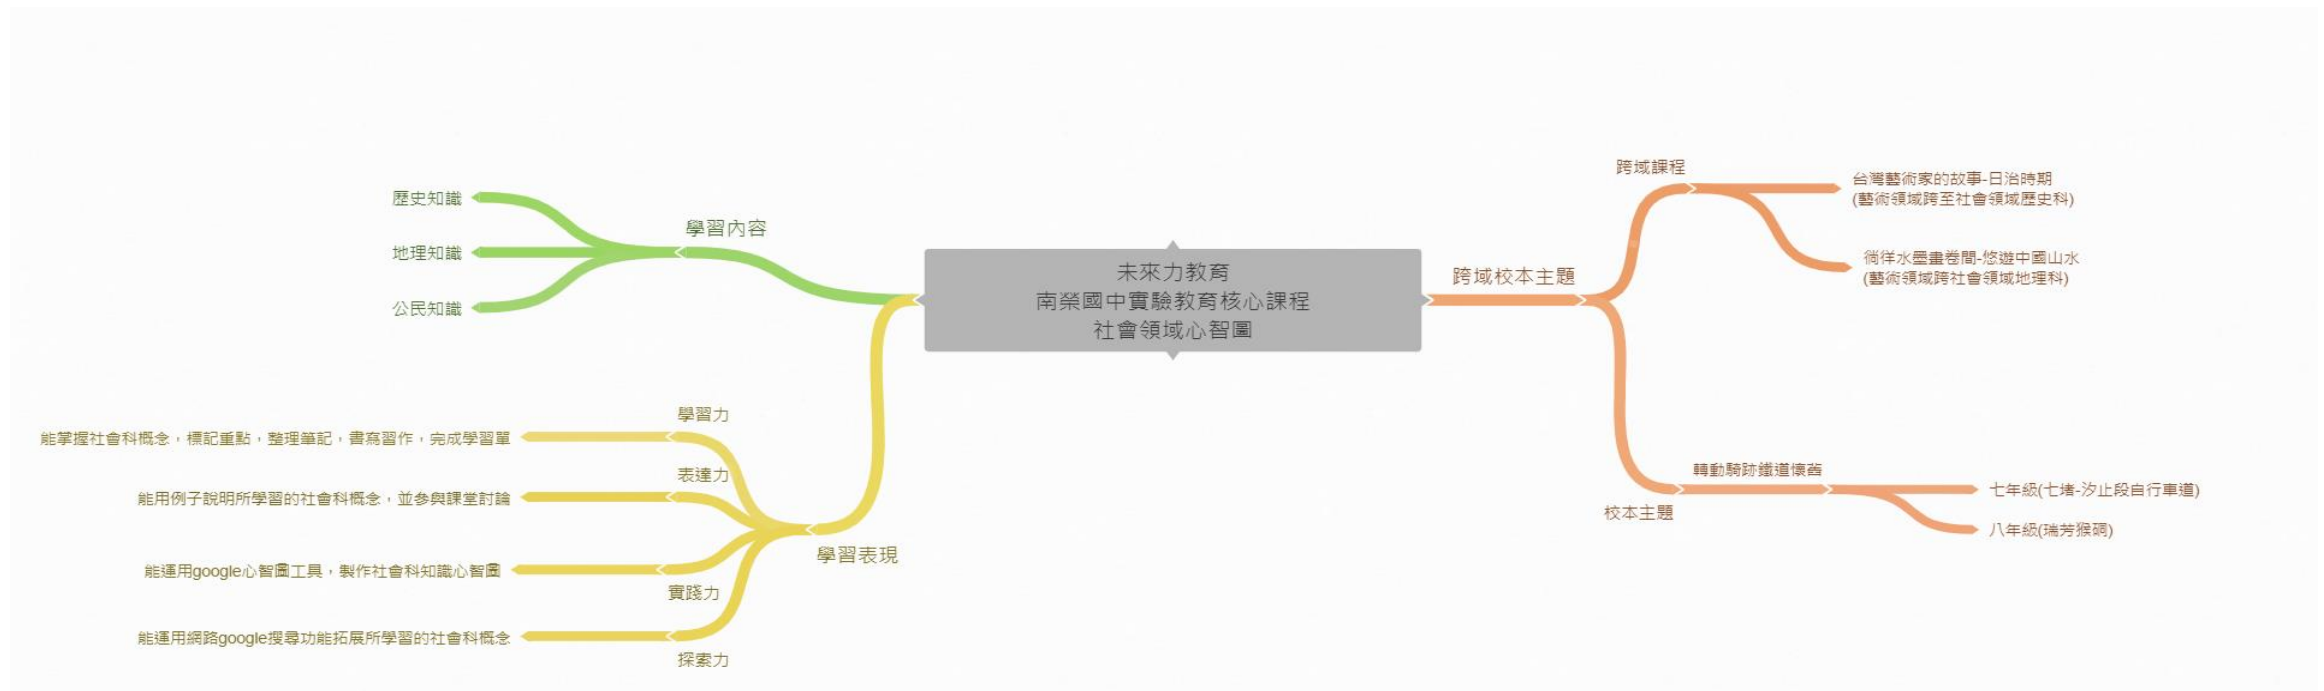 未來力教育
南榮國中實驗教育核心課程
社會領域心智圖
學習內容
歷史知識
地理知識
公民知識
學習表現
學習力
能掌握社會科概念，標記重點，整理筆記，書寫習作，完成學習單
表達力
能用例子說明所學習的社會科概念，並參與課堂討論
能運用google心智圖工具，製作社會科知識心智圖
實踐力
能運用網路google搜尋功能拓展所學習的社會科概念
探索力
跨域校本主題
跨域課程
台灣藝術家的故事-日治時期
(藝術領域跨至社會領域歷史科)
徜徉水墨畫卷間-悠遊中國山水
(藝術領域跨社會領域地理科)
校本主題
轉動騎跡鐵道懷舊
七年級(七堵-汐止段自行車道)
八年級(瑞芳猴硐)